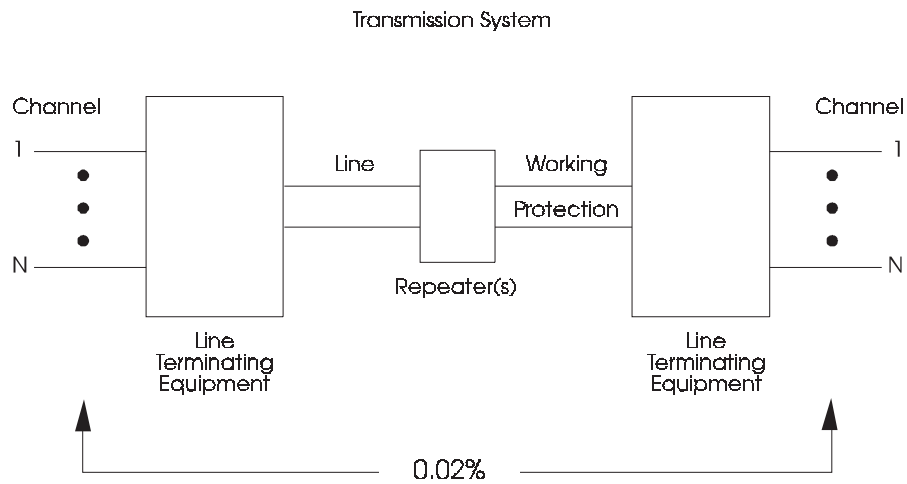 Transmission System
Channel
Channel
1
1
Line
Working
Protection
N
N
Repeater(s)
Line
Terminating
Equipment
Line
Terminating
Equipment
0.02%